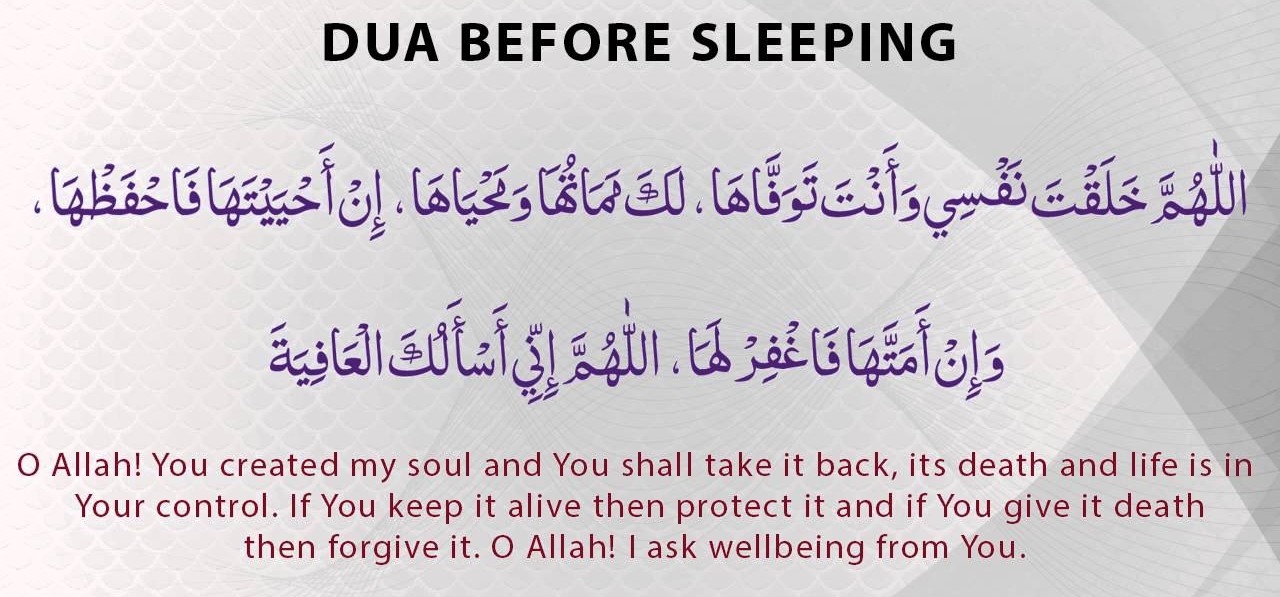 DUA BEFORE SLEEPING
اللّٰهُمَّ خَلَقْتَ نَفْسِي وَأَنْتَ تَوَفَّاهَا، لَكَ مَمَاتُهَا وَمَحْيَاهَا، إِنْ أَحْيَيْتَهَا فَاحْفَظْهَا،
وَإِنْ أَمَتَّهَا فَاغْفِرْ لَهَا، اللّٰهُمَّ إِنِّي أَسْأَلُكَ الْعَافِيَةَ
O Allah! You created my soul and You shall take it back, its death and life is in
Your control. If You keep it alive then protect it and if You give it death
then forgive it. O Allah! I ask wellbeing from You.